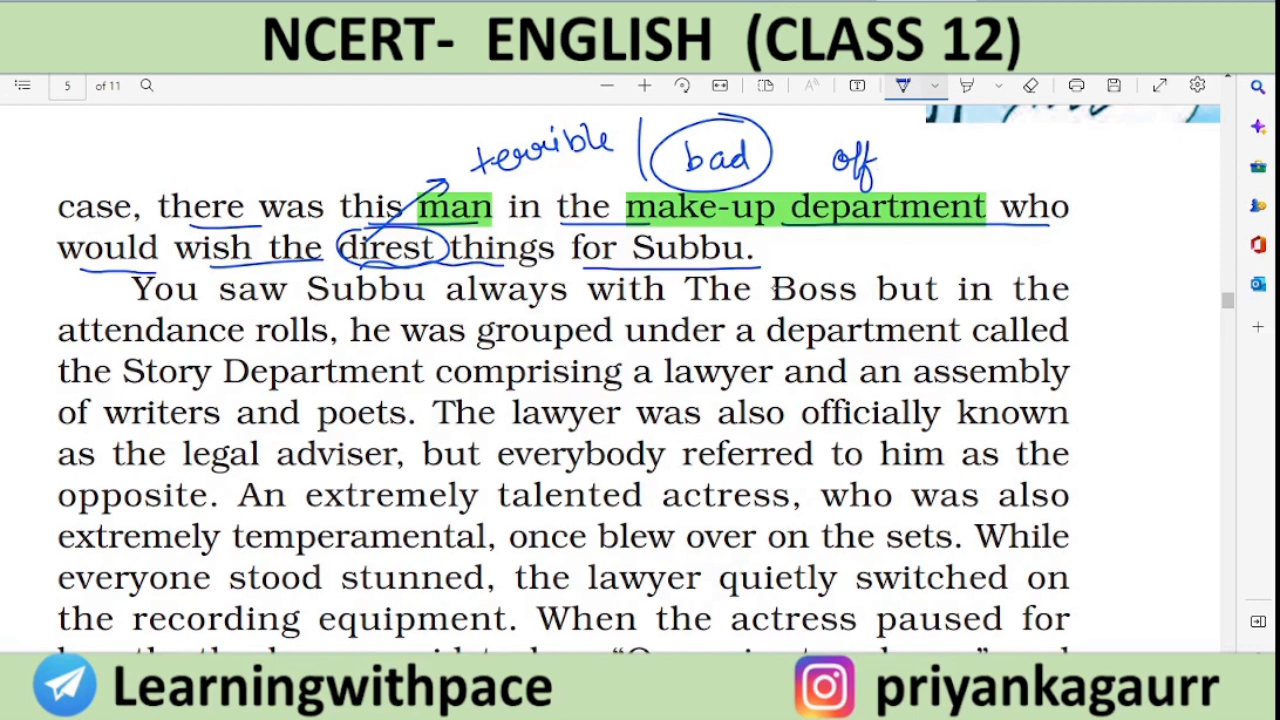 NCERT- ENGLISH (CLASS 12)
5 of 11
terrible | bad off
case, there was this man in the make-up department who
would wish the direst things for Subbu.
You saw Subbu always with The Boss but in the
attendance rolls, he was grouped under a department called
the Story Department comprising a lawyer and an assembly
of writers and poets. The lawyer was also officially known
as the legal adviser, but everybody referred to him as the
opposite. An extremely talented actress, who was also
extremely temperamental, once blew over on the sets. While
everyone stood stunned, the lawyer quietly switched on
the recording equipment. When the actress paused for
Learningwithpace
priyankagaurr